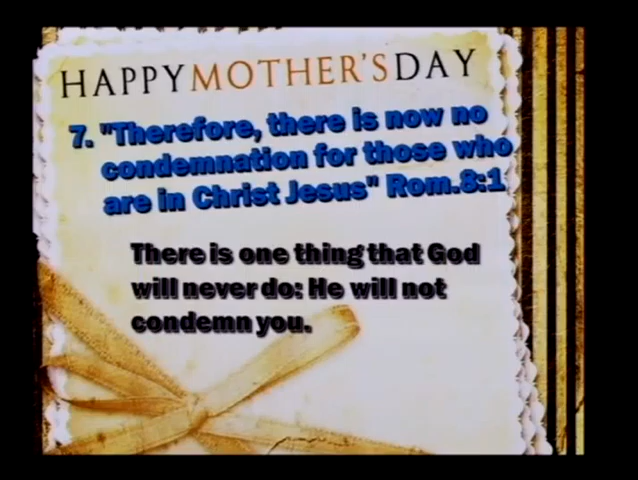 HAPPY MOTHER'S DAY
7. "Therefore, there is now no
condemnation for those who
are in Christ Jesus" Rom.8:1
There is one thing that God
will never do: He will not
condemn you.